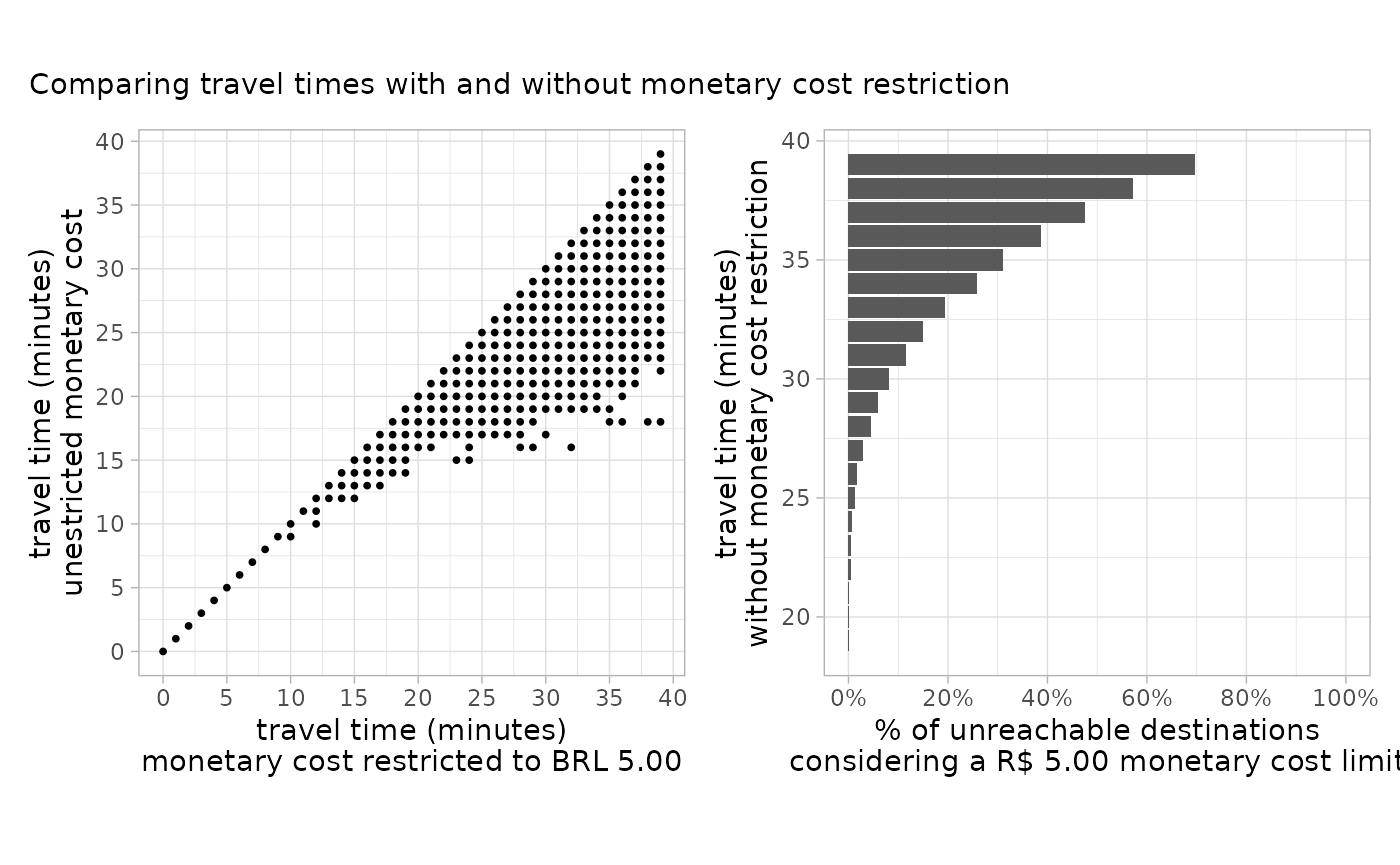 Comparing travel times with and without monetary cost restriction
travel time (minutes)
unestricted monetary cost
40
35
30
25
20
15
10
5
0
0 5 10 15 20 25 30 35 40
travel time (minutes)
monetary cost restricted to BRL 5.00
travel time (minutes)
without monetary cost restriction
40
35
30
25
20
0% 20% 40% 60% 80% 100%
% of unreachable destinations
considering a R$ 5.00 monetary cost limit